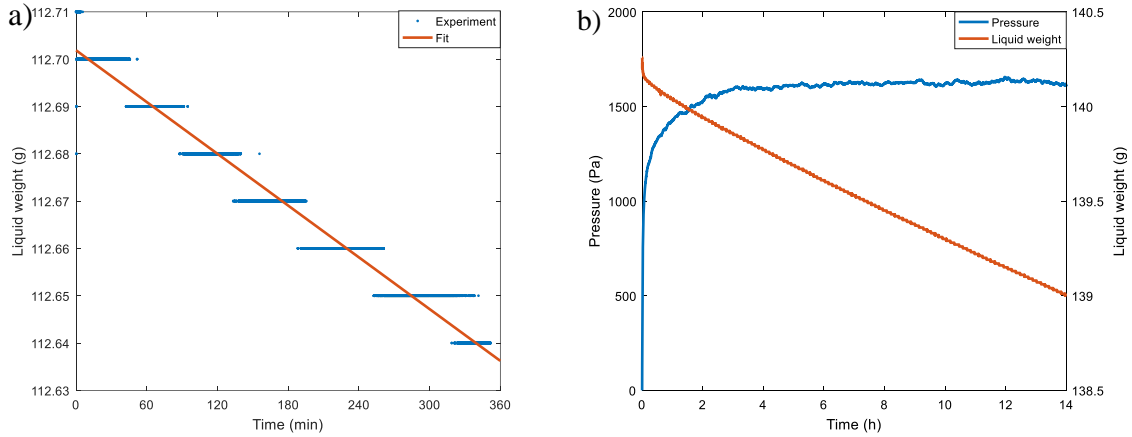 a)
112.71
112.70
112.69
112.68
112.67
112.66
112.65
112.64
112.63
Liquid weight (g)
0 60 120 180 240 300 360
Time (min)
Experiment
Fit
b)
2000
1500
1000
500
0
Pressure (Pa)
0 2 4 6 8 10 12 14
Time (h)
140.5
140
139.5
139
138.5
Liquid weight (g)
Pressure
Liquid weight